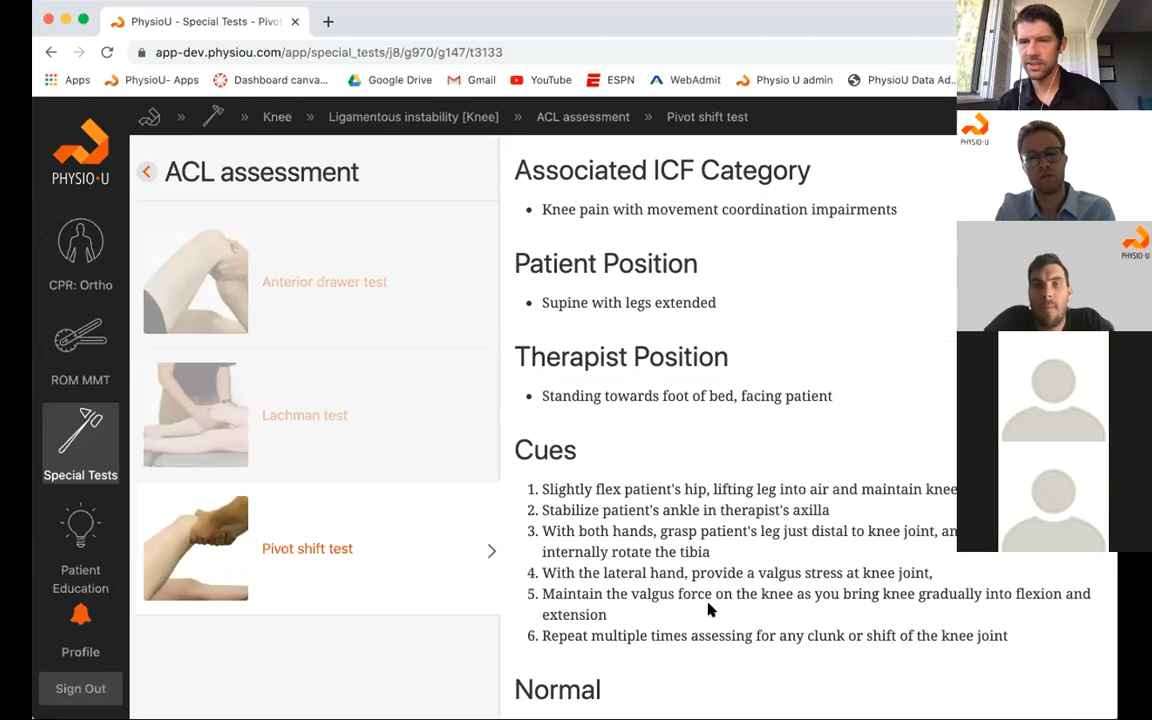 PhysioU - Special Tests - Pivot
app-dev.physiou.com/app/special_tests/j8/g970/g147/t3133
Apps PhysioU- Apps Dashboard canva... Google Drive Gmail YouTube ESPN WebAdmit Physio U admin PhysioU Data Ad...
Knee » Ligamentous instability [Knee] » ACL assessment » Pivot shift test
PHYSIO·U
CPR: Ortho
ROM MMT
Special Tests
Patient
Education
Profile
Sign Out
ACL assessment
Anterior drawer test
Lachman test
Pivot shift test
Associated ICF Category
• Knee pain with movement coordination impairments
Patient Position
• Supine with legs extended
Therapist Position
• Standing towards foot of bed, facing patient
Cues
1. Slightly flex patient's hip, lifting leg into air and maintain knee
2. Stabilize patient's ankle in therapist's axilla
3. With both hands, grasp patient's leg just distal to knee joint, an
internally rotate the tibia
4. With the lateral hand, provide a valgus stress at knee joint,
5. Maintain the valgus force on the knee as you bring knee gradually into flexion and
extension
6. Repeat multiple times assessing for any clunk or shift of the knee joint
Normal
PHYSIO·U
PHYSIO·U